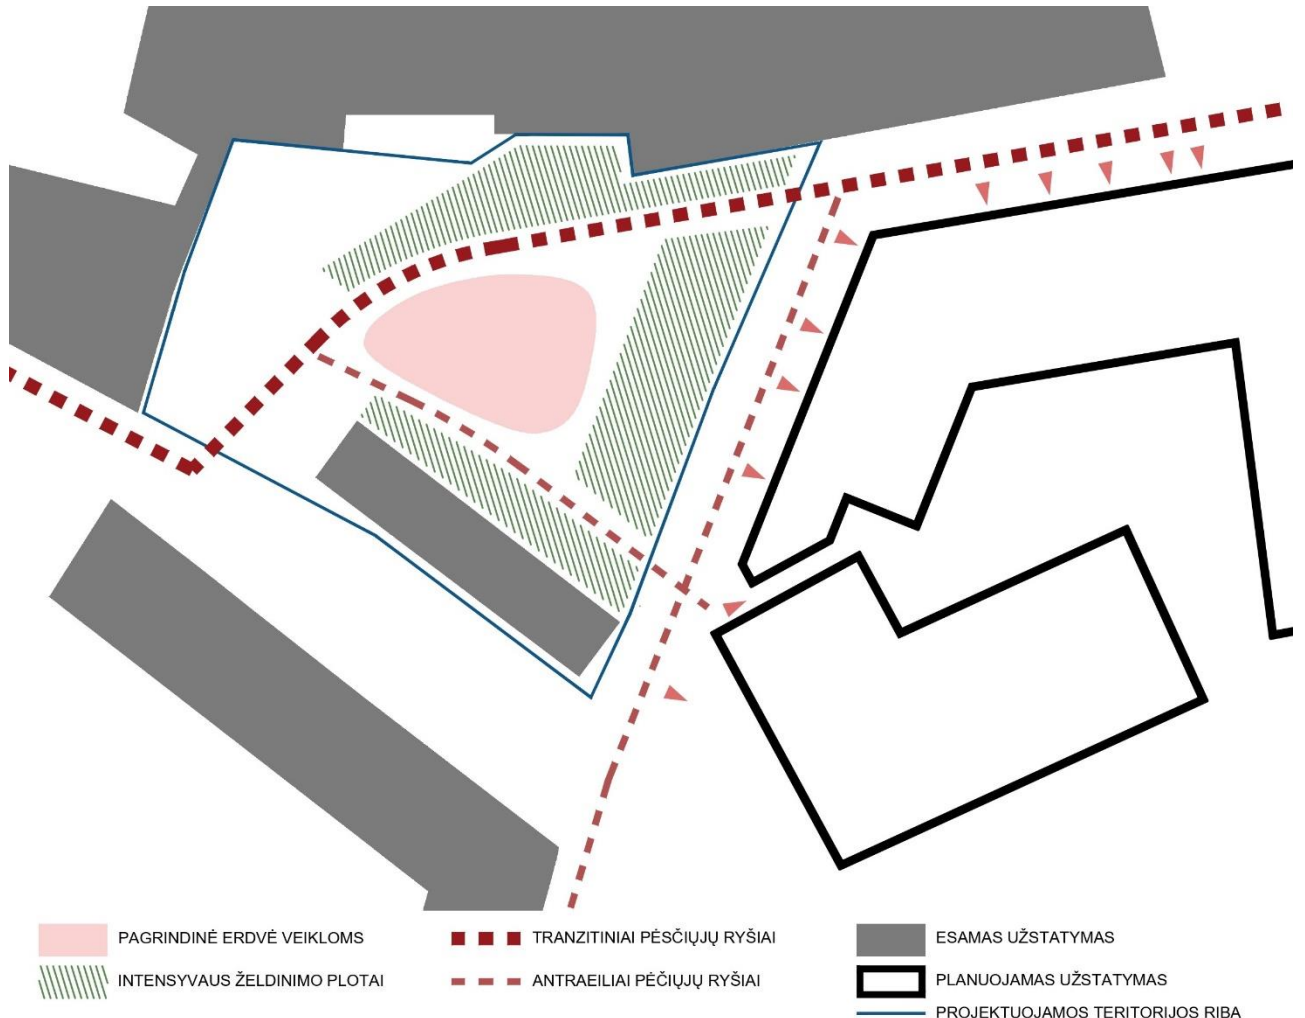 PAGRINDINĖ ERDVĖ VEIKLOMS
INTENSYVAUS ŽELDINIMO PLOTAI
TRANZITINIAI PĖSČIŲJŲ RYŠIAI
ANTRAEILIAI PĖČIŲJŲ RYŠIAI
ESAMAS UŽSTATYMAS
PLANUOJAMAS UŽSTATYMAS
PROJEKTUOJAMOS TERITORIJOS RIBA